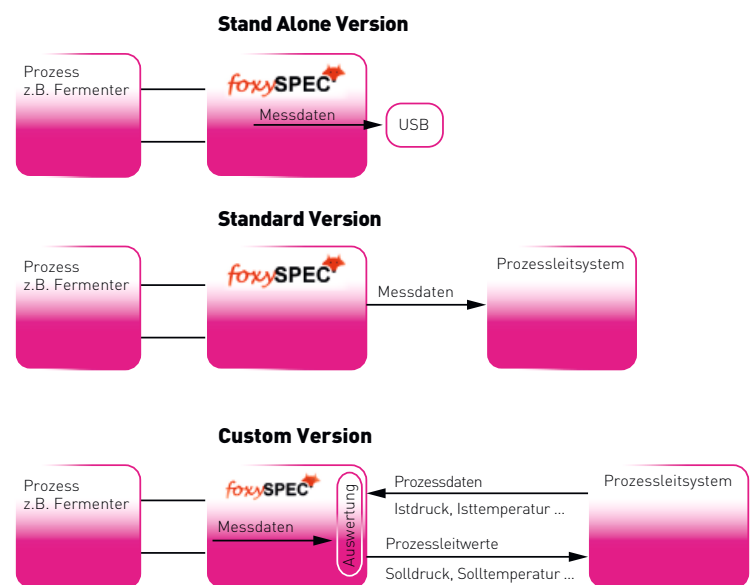 Stand Alone Version
Prozess
z.B. Fermenter
foxySPEC
Messdaten
USB
Standard Version
Prozess
z.B. Fermenter
foxySPEC
Messdaten
Prozessleitsystem
Custom Version
Prozess
z.B. Fermenter
foxySPEC
Messdaten
Auswertung
Prozessdaten
Istdruck, Isttemperatur ...
Prozessleitwerte
Solldruck, Solltemperatur ...
Prozessleitsystem